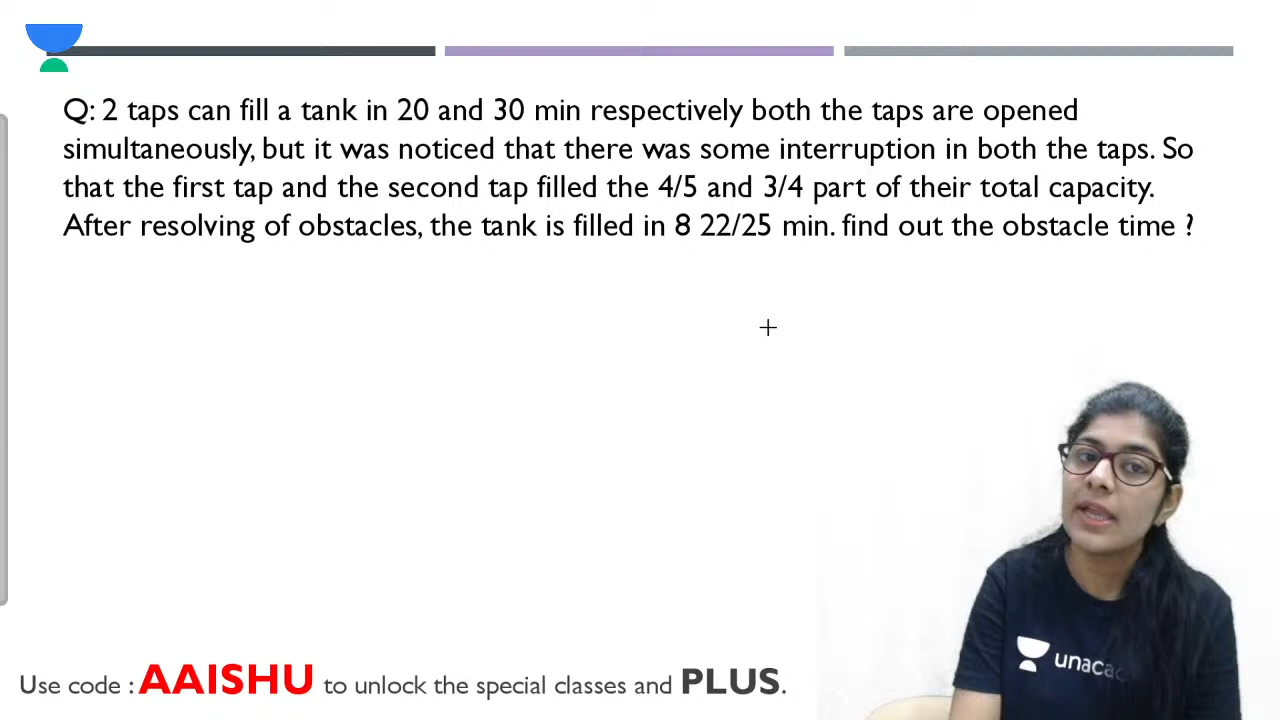 Q: 2 taps can fill a tank in 20 and 30 min respectively both the taps are opened
simultaneously, but it was noticed that there was some interruption in both the taps. So
that the first tap and the second tap filled the 4/5 and 3/4 part of their total capacity.
After resolving of obstacles, the tank is filled in 8 22/25 min. find out the obstacle time ?
Use code : AAISHU to unlock the special classes and PLUS.